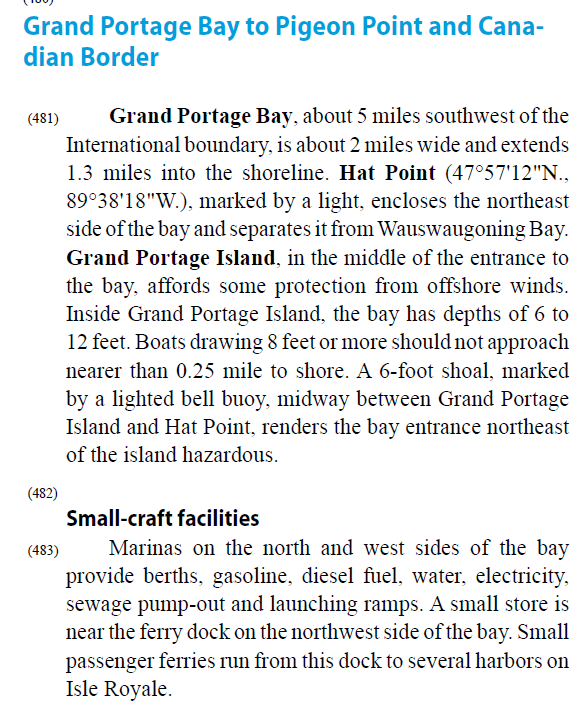 Grand Portage Bay to Pigeon Point and Cana-
dian Border
(481) Grand Portage Bay, about 5 miles southwest of the
International boundary, is about 2 miles wide and extends
1.3 miles into the shoreline. Hat Point (47°57'12"N.,
89°38'18"W.), marked by a light, encloses the northeast
side of the bay and separates it from Wauswaugoning Bay.
Grand Portage Island, in the middle of the entrance to
the bay, affords some protection from offshore winds.
Inside Grand Portage Island, the bay has depths of 6 to
12 feet. Boats drawing 8 feet or more should not approach
nearer than 0.25 mile to shore. A 6-foot shoal, marked
by a lighted bell buoy, midway between Grand Portage
Island and Hat Point, renders the bay entrance northeast
of the island hazardous.
(482)
Small-craft facilities
(483) Marinas on the north and west sides of the bay
provide berths, gasoline, diesel fuel, water, electricity,
sewage pump-out and launching ramps. A small store is
near the ferry dock on the northwest side of the bay. Small
passenger ferries run from this dock to several harbors on
Isle Royale.